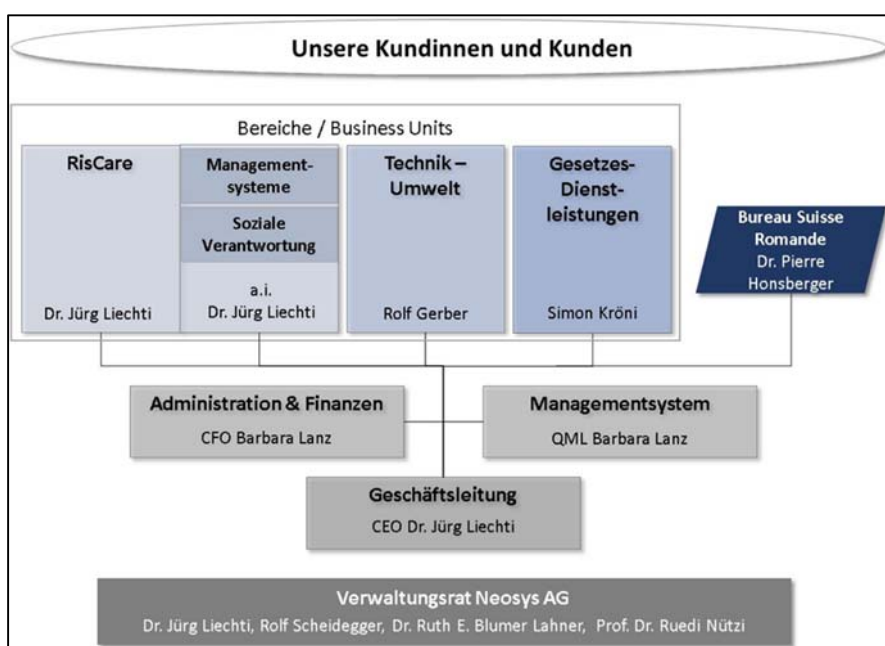 Unsere Kundinnen und Kunden
Bereiche / Business Units
RisCare
Dr. Jürg Liechti
Management-
systeme
Soziale
Verantwortung
a.i.
Dr. Jürg Liechti
Technik –
Umwelt
Rolf Gerber
Gesetzes-
Dienst-
leistungen
Simon Kröni
Bureau Suisse
Romande
Dr. Pierre
Honsberger
Administration & Finanzen
CFO Barbara Lanz
Managementsystem
QML Barbara Lanz
Geschäftsleitung
CEO Dr. Jürg Liechti
Verwaltungsrat Neosys AG
Dr. Jürg Liechti, Rolf Scheidegger, Dr. Ruth E. Blumer Lahner, Prof. Dr. Ruedi Nützi